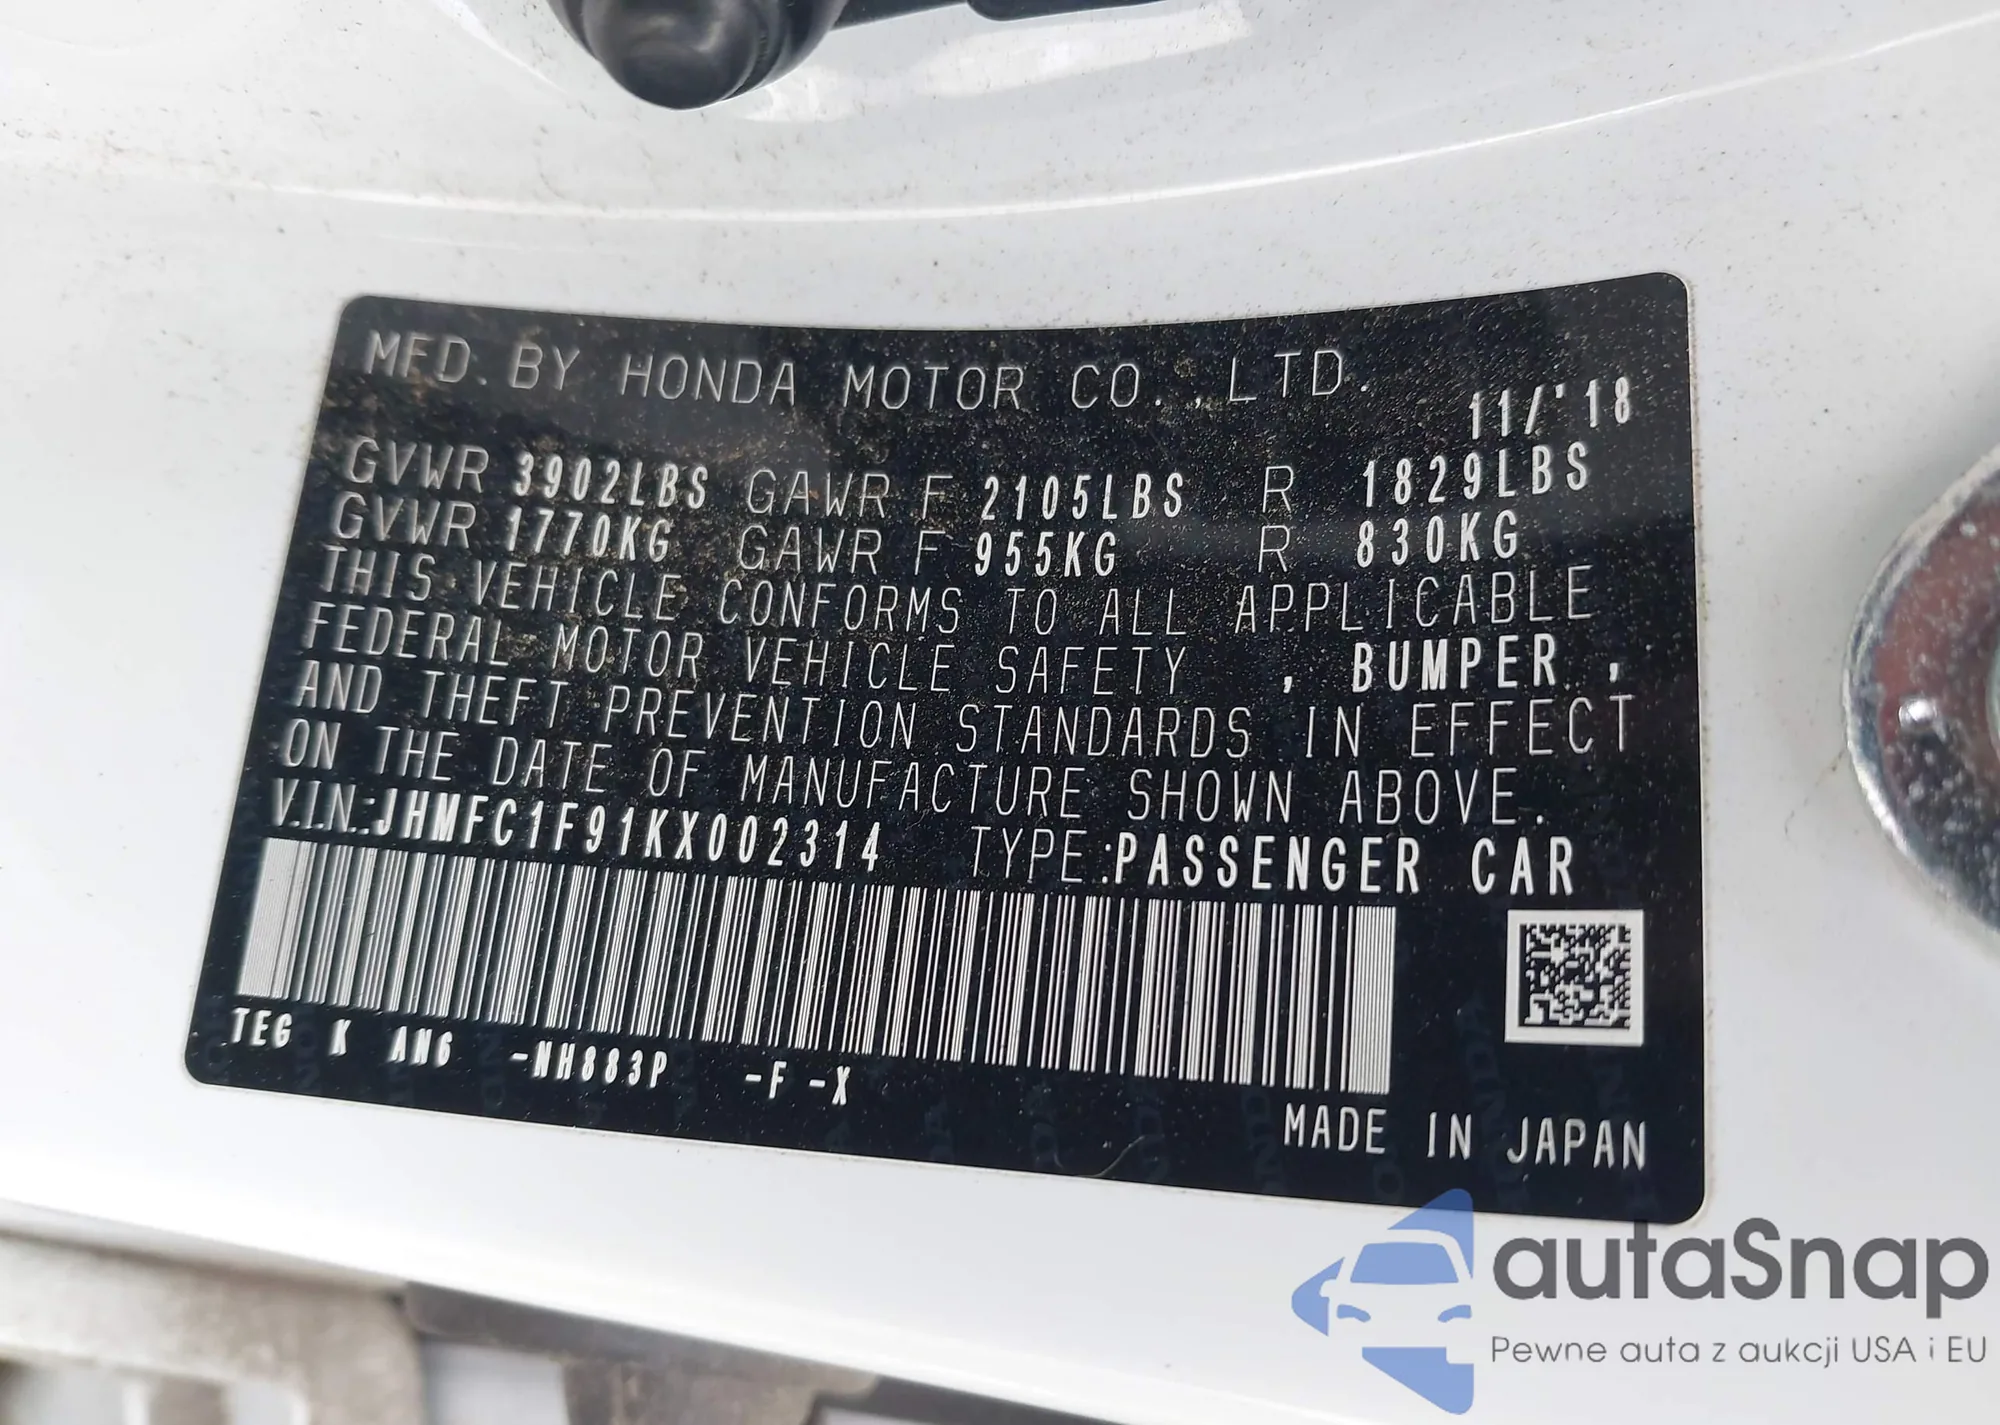 MFD. BY HONDA MOTOR CO., LTD.
11/'18
GVWR 3902LBS GAWR F 2105LBS R 1829LBS
GVWR 1770KG GAWR F 955KG R 830KG
THIS VEHICLE CONFORMS TO ALL APPLICABLE
FEDERAL MOTOR VEHICLE SAFETY , BUMPER ,
AND THEFT PREVENTION STANDARDS IN EFFECT
ON THE DATE OF MANUFACTURE SHOWN ABOVE.
V.I.N.:JHMFC1F91KX002314 TYPE:PASSENGER CAR
TEG K AN6 -NH883P -F -X
MADE IN JAPAN
autaSnap
Pewne auta z aukcji USA i EU